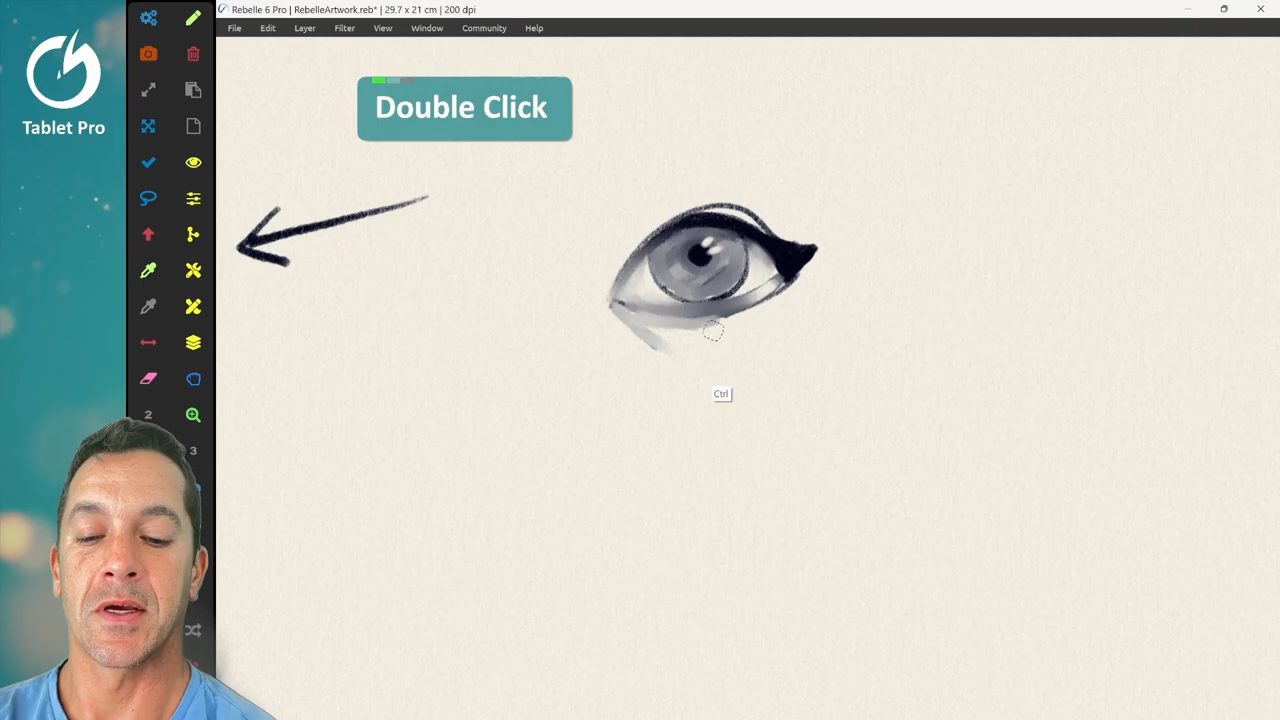 Rebelle 6 Pro | RebelleArtwork.reb* | 29.7 x 21 cm | 200 dpi
File Edit Layer Filter View Window Community Help
Tablet Pro
Double Click
Ctrl
2
3